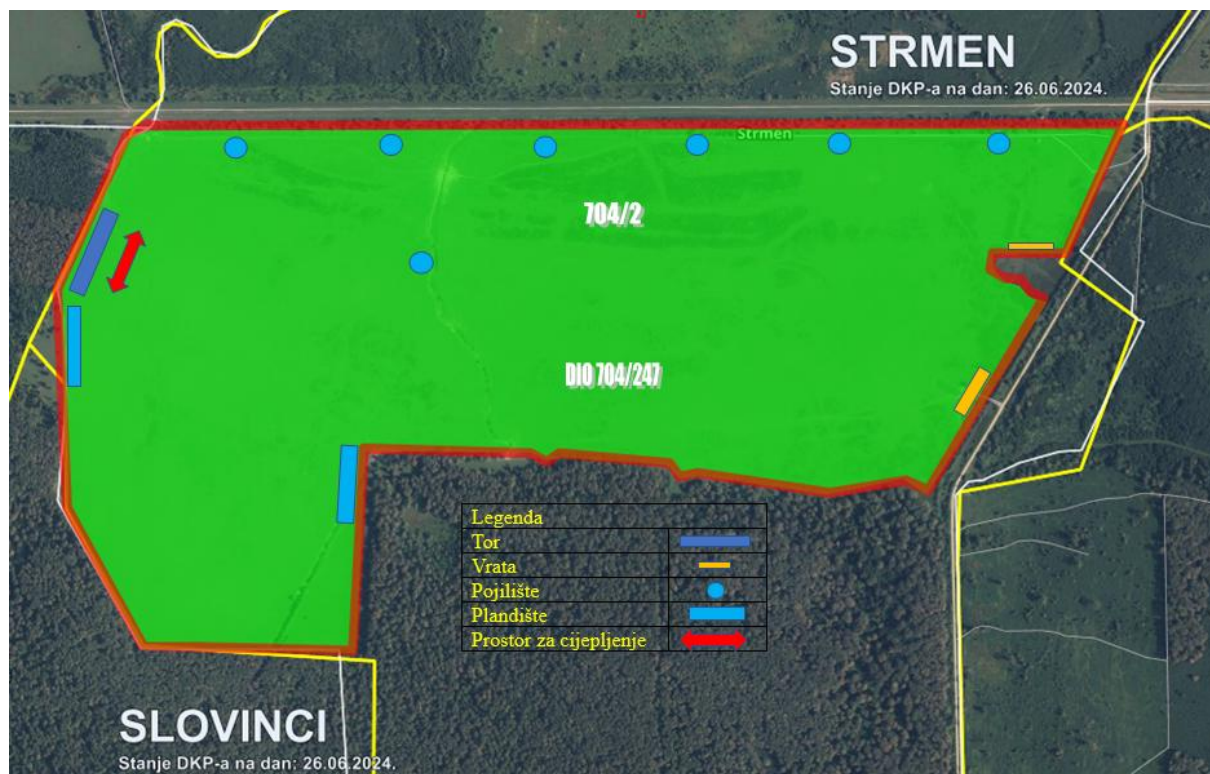 STRMEN
Stanje DKP-a na dan: 26.06.2024.
Strmen
704/2
DIO 704/247
Legenda
Tor
Vrata
Pojilište
Plandište
Prostor za cijepljenje
SLOVINCI
Stanje DKP-a na dan: 26.06.2024.